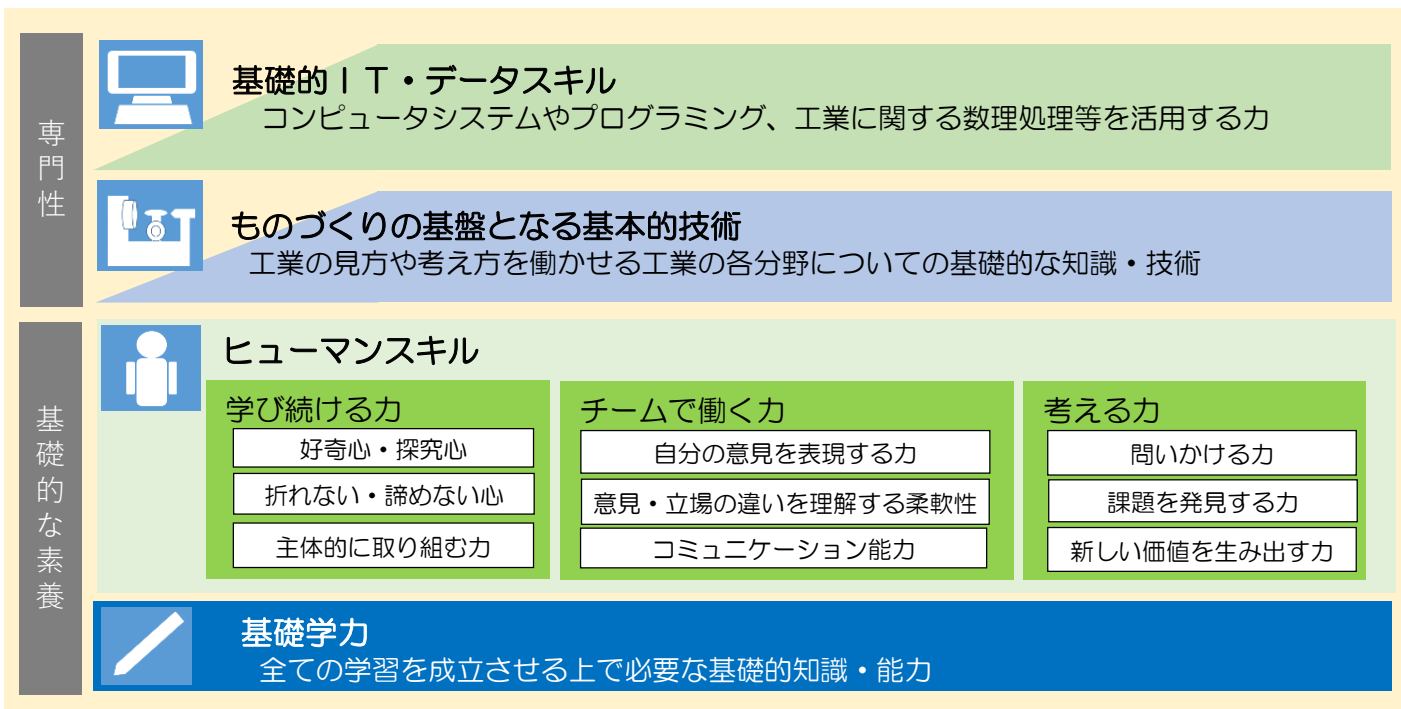 専門性
基礎的IT・データスキル
コンピュータシステムやプログラミング、工業に関する数理処理等を活用する力
ものづくりの基盤となる基本的技術
工業の見方や考え方を働かせる工業の各分野についての基礎的な知識・技術
基礎的な素養
ヒューマンスキル
学び続ける力
好奇心・探究心
折れない・諦めない心
主体的に取り組む力
チームで働く力
自分の意見を表現する力
意見・立場の違いを理解する柔軟性
コミュニケーション能力
考える力
問いかける力
課題を発見する力
新しい価値を生み出す力
基礎学力
全ての学習を成立させる上で必要な基礎的知識・能力